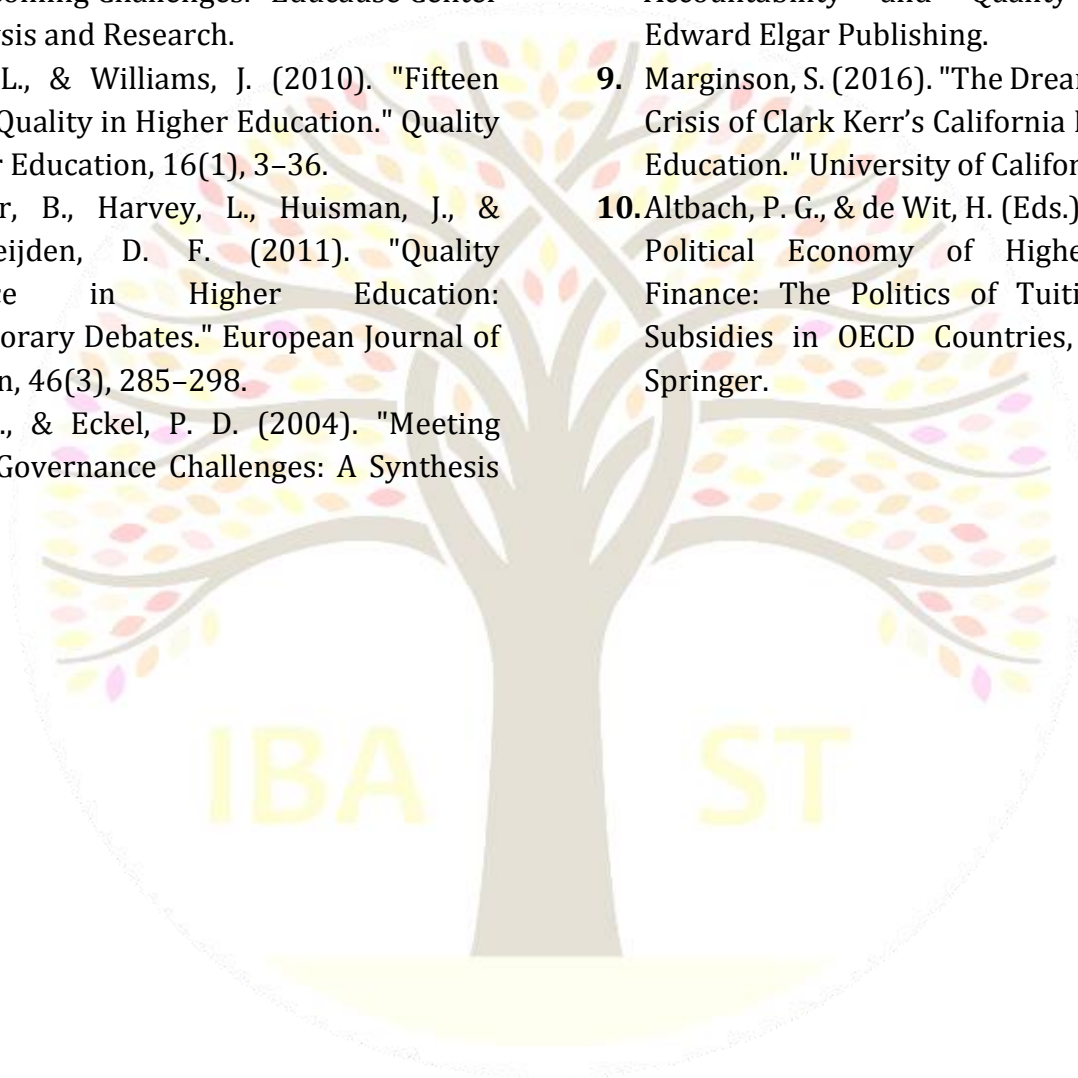 oming Challenges." Educause Center
ysis and Research.
L., & Williams, J. (2010). "Fifteen
Quality in Higher Education." Quality
r Education, 16(1), 3–36.
r, B., Harvey, L., Huisman, J., &
eijden, D. F. (2011). "Quality
ce in Higher Education:
orary Debates." European Journal of
n, 46(3), 285–298.
., & Eckel, P. D. (2004). "Meeting
Governance Challenges: A Synthesis
Accountability and Quality
Edward Elgar Publishing.
9. Marginson, S. (2016). "The Dream
Crisis of Clark Kerr’s California
Education." University of Califor
10. Altbach, P. G., & de Wit, H. (Eds.)
Political Economy of Highe
Finance: The Politics of Tuiti
Subsidies in OECD Countries,
Springer.
IBA ST